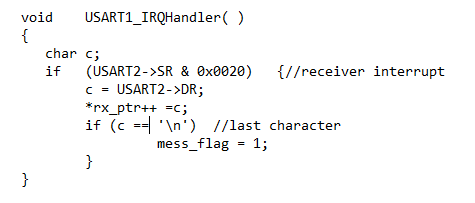 void    USART1_IRQHandler( )
{
   char c;
   if   (USART2->SR & 0x0020)   {//receiver interrupt
        c = USART2->DR;
        *rx_ptr++ =c;
        if (c == '\n')  //last character
                 mess_flag = 1;
        }
}